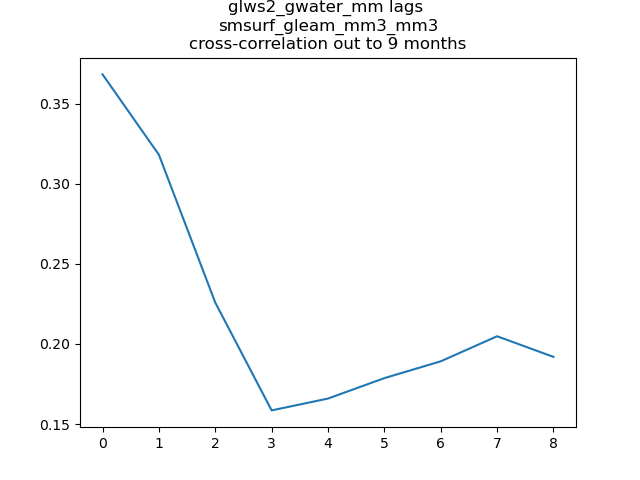 glws2_gwater_mm lags
smsurf_gleam_mm3_mm3
cross-correlation out to 9 months
0.35
0.30
0.25
0.20
0.15
0 1 2 3 4 5 6 7 8